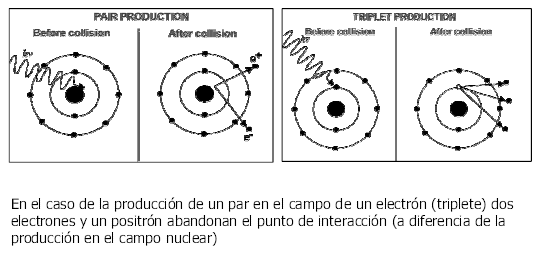 PAIR PRODUCTION
Before collision
After collision
hν
e+
e-
TRIPLET PRODUCTION
Before collision
After collision
En el caso de la producción de un par en el campo de un electrón (triplete) dos
electrones y un positrón abandonan el punto de interacción (a diferencia de la
producción en el campo nuclear)